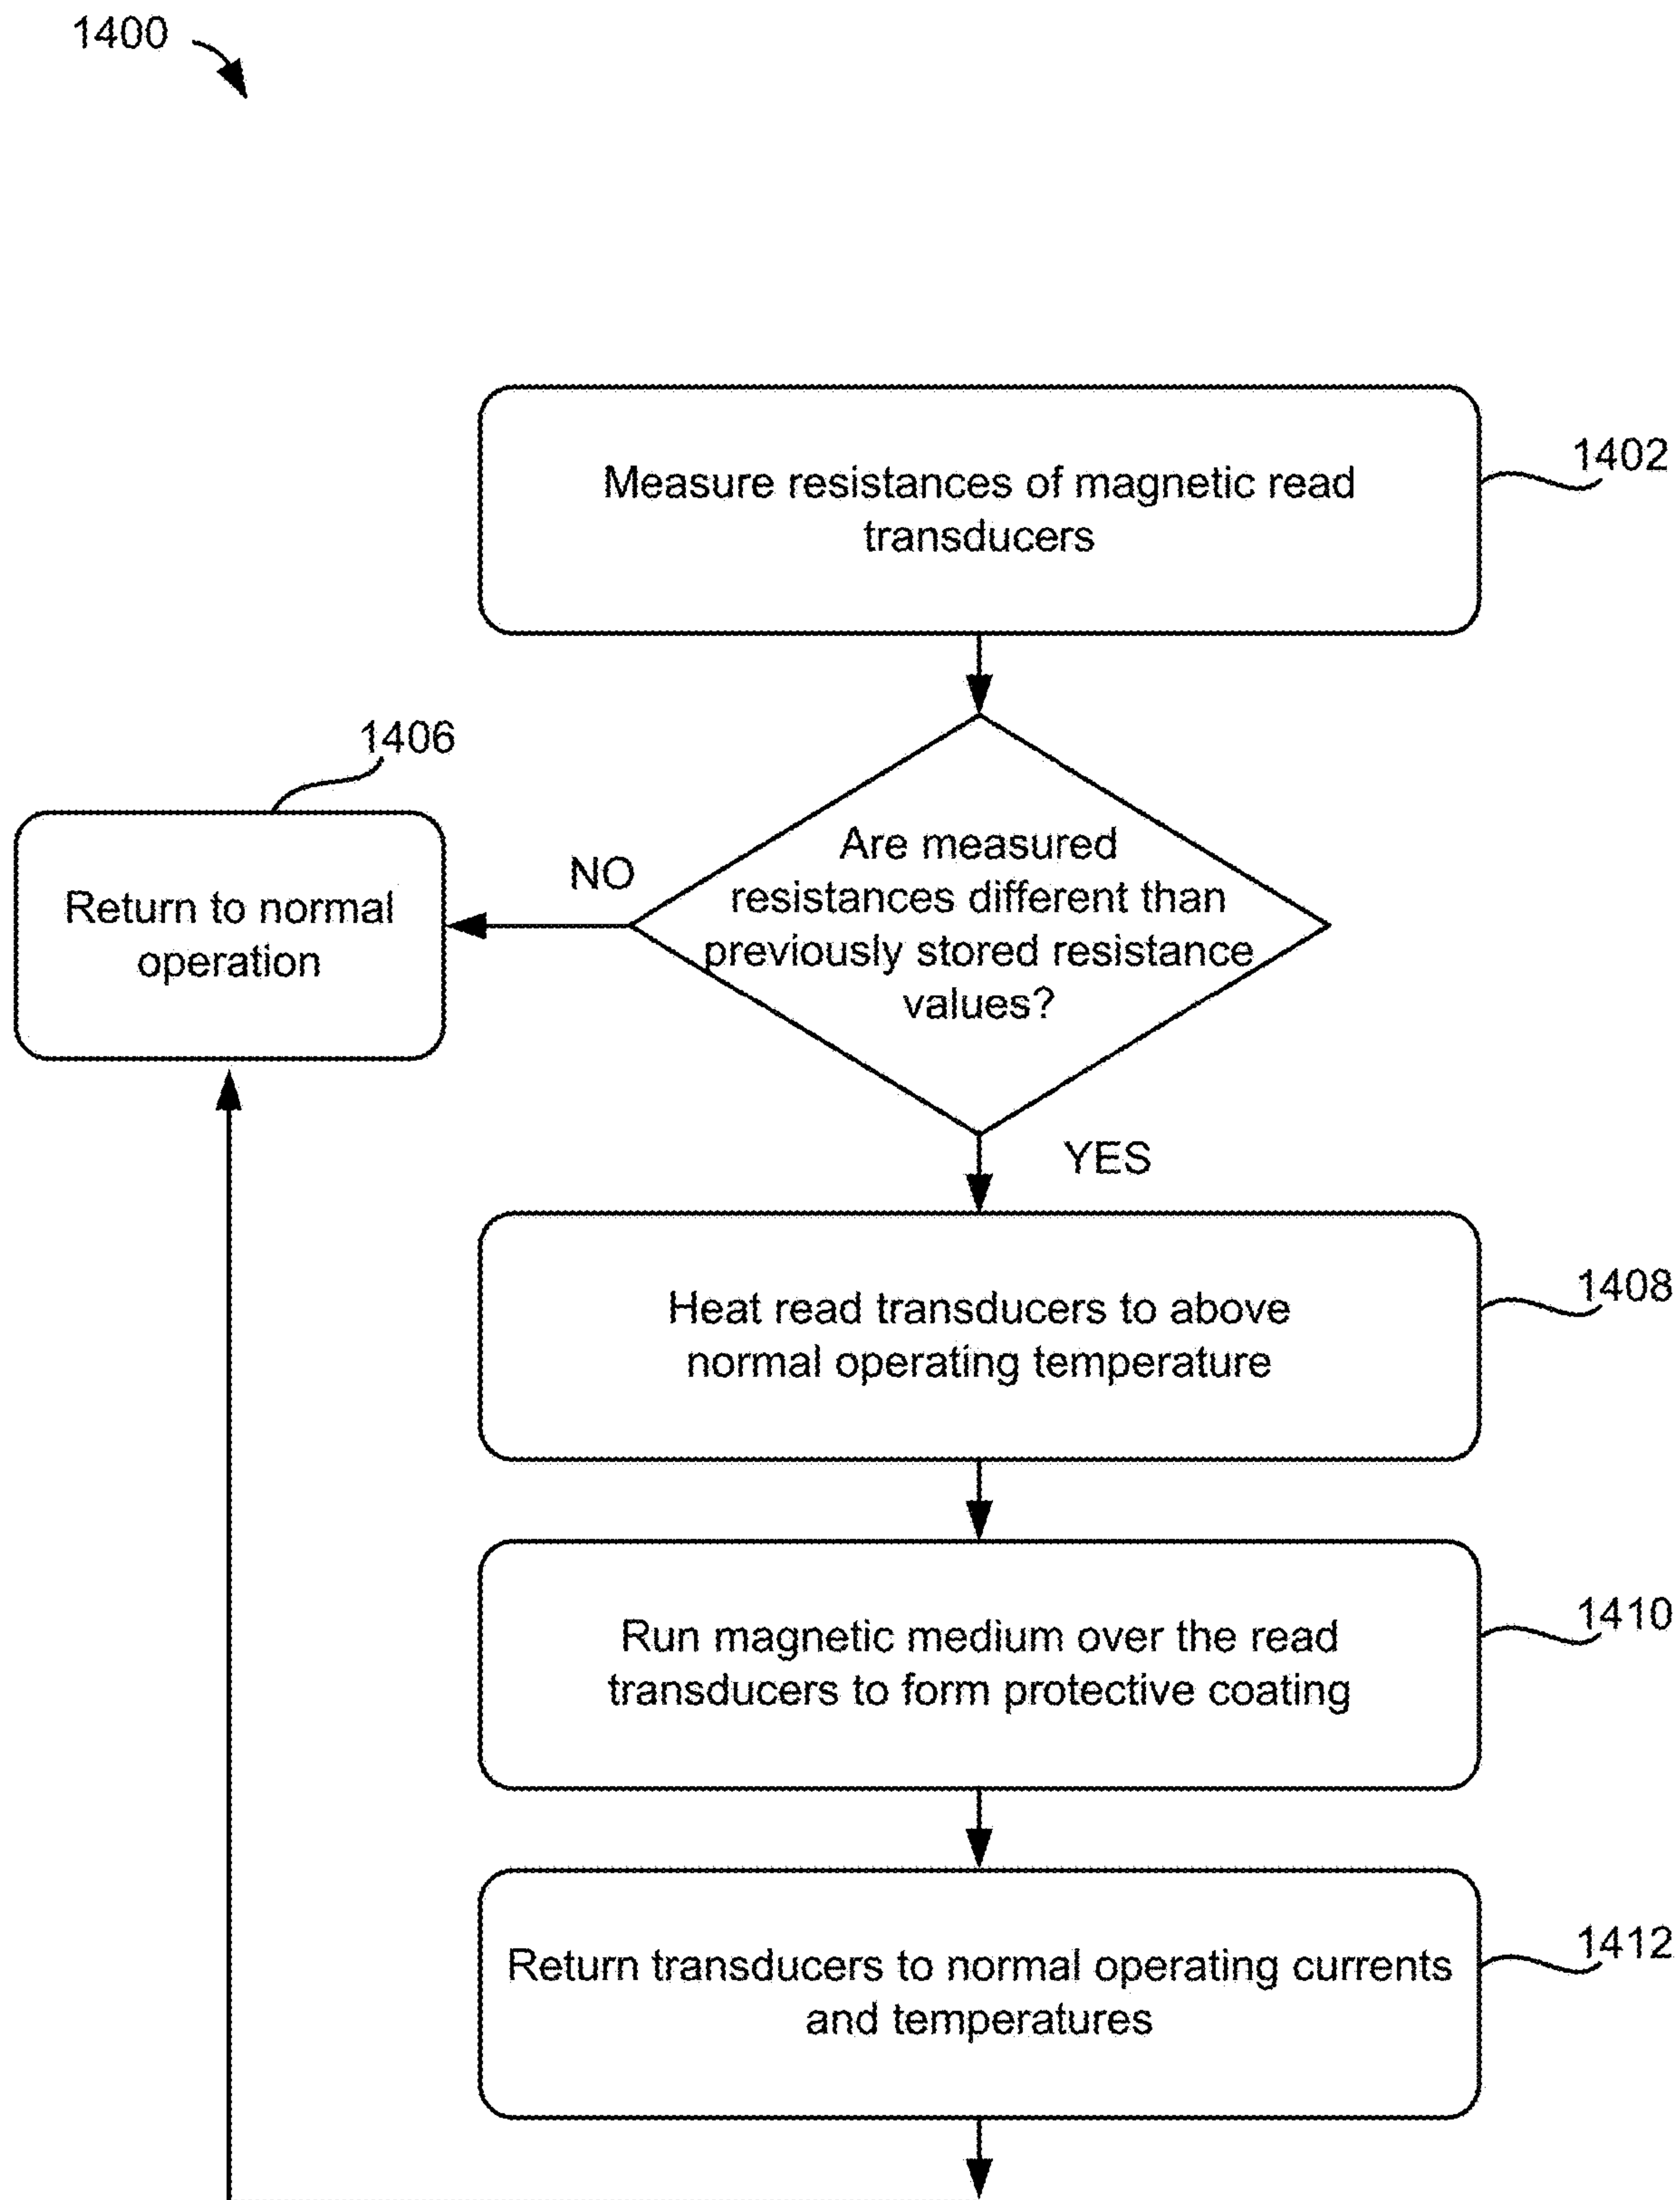 1400
Measure resistances of magnetic read
transducers
1402
1406
Return to normal
operation
NO
Are measured
resistances different than
previously stored resistance
values?
YES
Heat read transducers to above
normal operating temperature
1408
Run magnetic medium over the read
transducers to form protective coating
1410
Return transducers to normal operating currents
and temperatures
1412